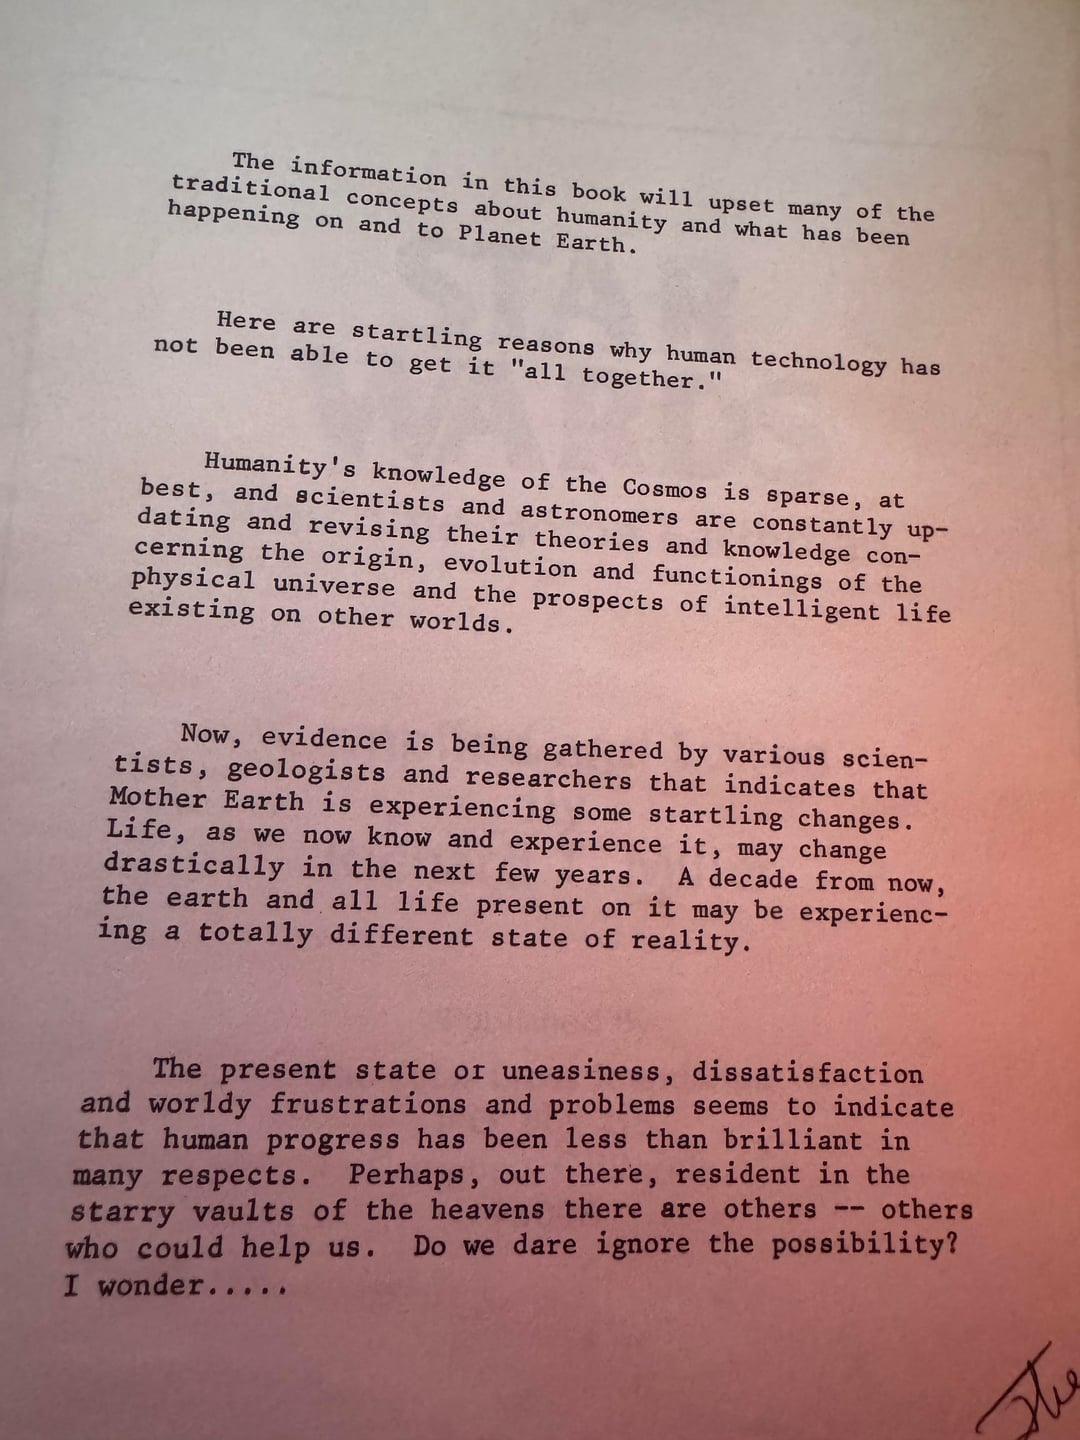 The information in this book will upset many of the
traditional concepts about humanity and what has been
happening on and to Planet Earth.
Here are startling reasons why human technology has
not been able to get it "all together."
Humanity's knowledge of the Cosmos is sparse, at
best, and scientists and astronomers are constantly up-
dating and revising their theories and knowledge con-
cerning the origin, evolution and functionings of the
physical universe and the prospects of intelligent life
existing on other worlds.
Now, evidence is being gathered by various scien-
tists, geologists and researchers that indicates that
Mother Earth is experiencing some startling changes.
Life, as we now know and experience it, may change
drastically in the next few years. A decade from now,
the earth and all life present on it may be experienc-
ing a totally different state of reality.
The present state or uneasiness, dissatisfaction
and worldy frustrations and problems seems to indicate
that human progress has been less than brilliant in
many respects. Perhaps, out there, resident in the
starry vaults of the heavens there are others -- others
who could help us. Do we dare ignore the possibility?
I wonder.....